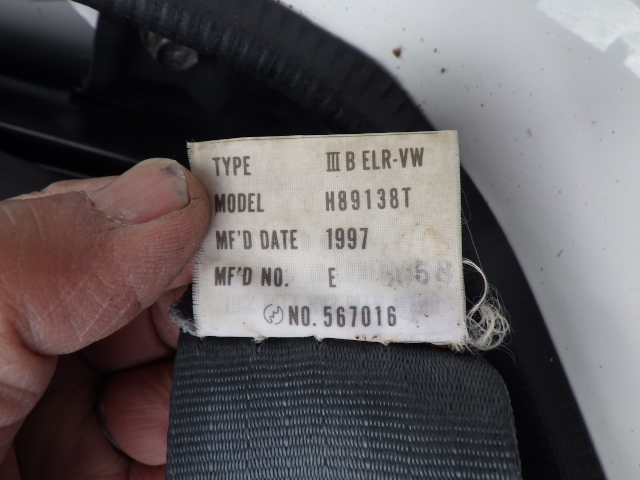 TYPE III B ELR-VW
MODEL H89138T
MF'D DATE 1997
MF'D NO. E
NO. 567016